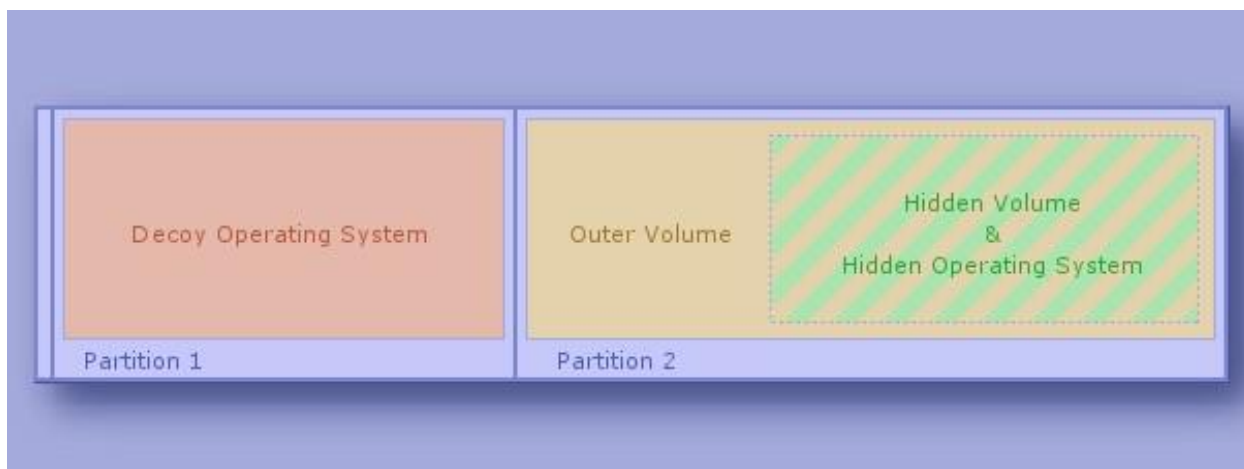 Decoy Operating System
Outer Volume
Hidden Volume
&
Hidden Operating System
Partition 1
Partition 2